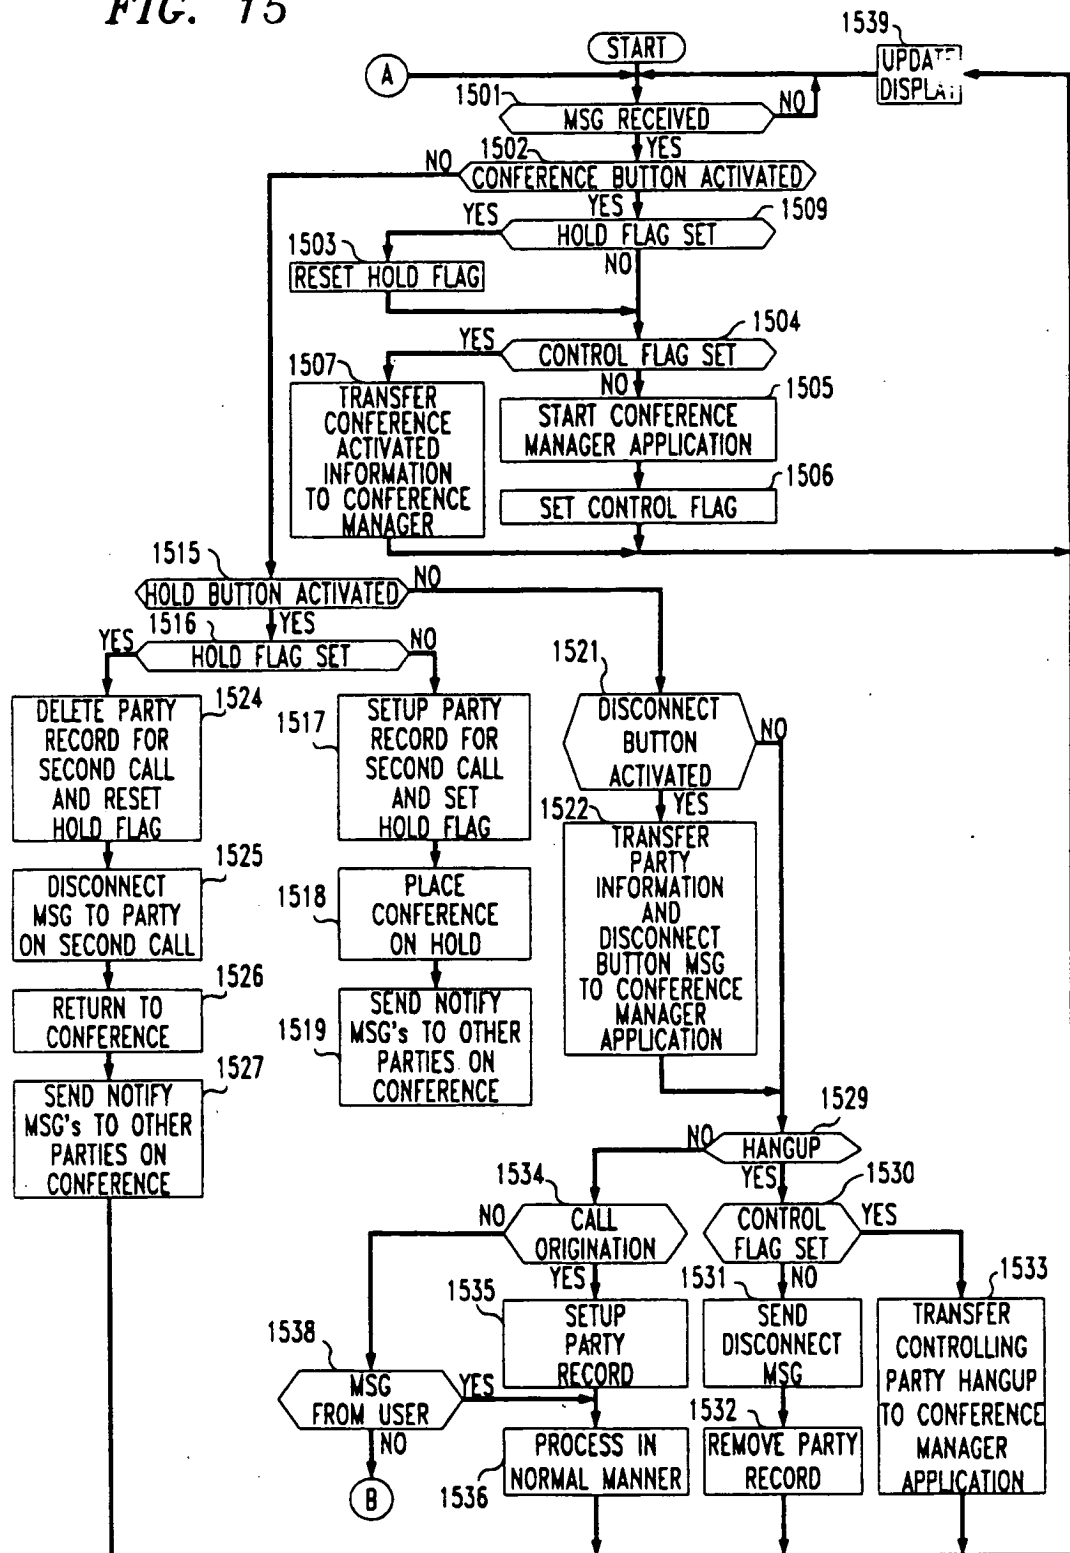 FIG. 15
1539
START
UPDATE
DISPLAY
A
1501
NO
MSG RECEIVED
YES
NO
1502
CONFERENCE BUTTON ACTIVATED
YES
YES
1509
HOLD FLAG SET
1503
NO
RESET HOLD FLAG
1504
YES
CONTROL FLAG SET
1507
NO
1505
TRANSFER
CONFERENCE
ACTIVATED
INFORMATION
TO CONFERENCE
MANAGER
START CONFERENCE
MANAGER APPLICATION
1506
SET CONTROL FLAG
1515
NO
HOLD BUTTON ACTIVATED
1516
YES
YES
NO
HOLD FLAG SET
1521
1524
DELETE PARTY
RECORD FOR
SECOND CALL
AND RESET
HOLD FLAG
1517
SETUP PARTY
RECORD FOR
SECOND CALL
AND SET
HOLD FLAG
DISCONNECT
BUTTON
ACTIVATED
NO
YES
1522
1525
DISCONNECT
MSG TO PARTY
ON SECOND CALL
1518
PLACE
CONFERENCE
ON HOLD
TRANSFER
PARTY
INFORMATION
AND
DISCONNECT
BUTTON MSG
TO CONFERENCE
MANAGER
APPLICATION
1526
RETURN TO
CONFERENCE
1519
SEND NOTIFY
MSG's TO OTHER
PARTIES ON
CONFERENCE
1527
SEND NOTIFY
MSG's TO OTHER
PARTIES ON
CONFERENCE
1529
NO
HANGUP
YES
1534
1530
NO
CALL
ORIGINATION
CONTROL
FLAG SET
YES
YES
NO
1535
1531
1533
SETUP
PARTY
RECORD
SEND
DISCONNECT
MSG
TRANSFER
CONTROLLING
PARTY HANGUP
TO CONFERENCE
MANAGER
APPLICATION
1538
MSG
FROM USER
YES
NO
1532
PROCESS IN
NORMAL MANNER
1536
REMOVE PARTY
RECORD
B